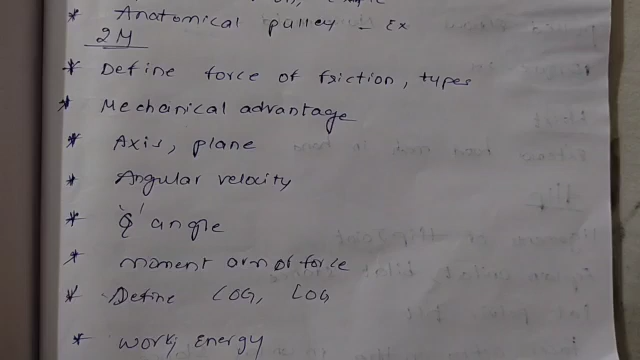 * Anatomical pulley - Ex
2M
* Define force of friction, types
* Mechanical advantage
* Axis, plane
* Angular velocity
* 'Q' angle
* moment arm of force
* Define COG, LOG
* work, energy